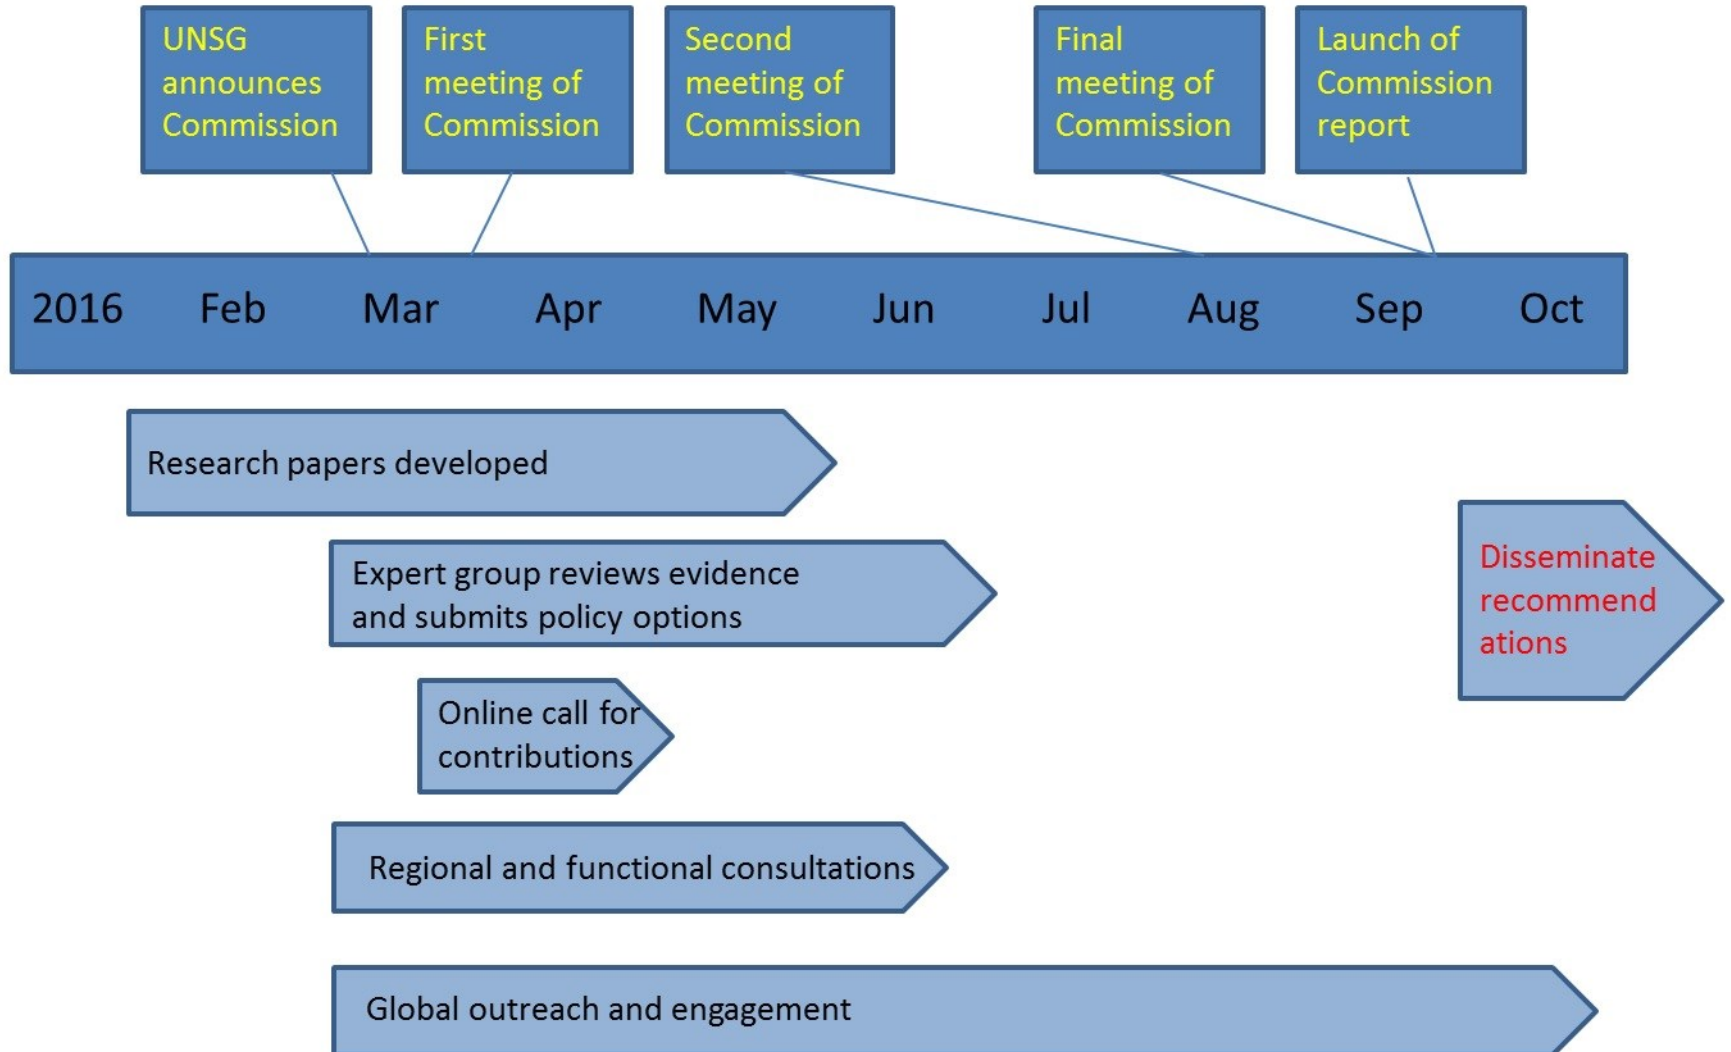 UNSG
announces
Commission
First
meeting of
Commission
Second
meeting of
Commission
Final
meeting of
Commission
Launch of
Commission
report
2016 Feb Mar Apr May Jun Jul Aug Sep Oct
Research papers developed
Expert group reviews evidence
and submits policy options
Disseminate
recommend
ations
Online call for
contributions
Regional and functional consultations
Global outreach and engagement